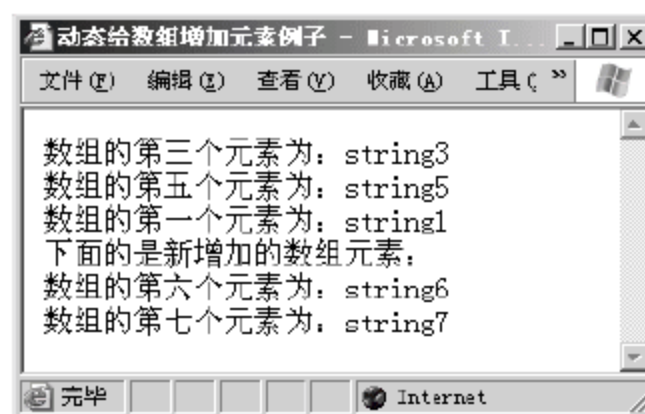 动态给数组增加元素例子 - Microsoft I...
文件(F) 编辑(E) 查看(V) 收藏(A) 工具( »
数组的第三个元素为：string3
数组的第五个元素为：string5
数组的第一个元素为：string1
下面的是新增加的数组元素：
数组的第六个元素为：string6
数组的第七个元素为：string7
完毕 Internet